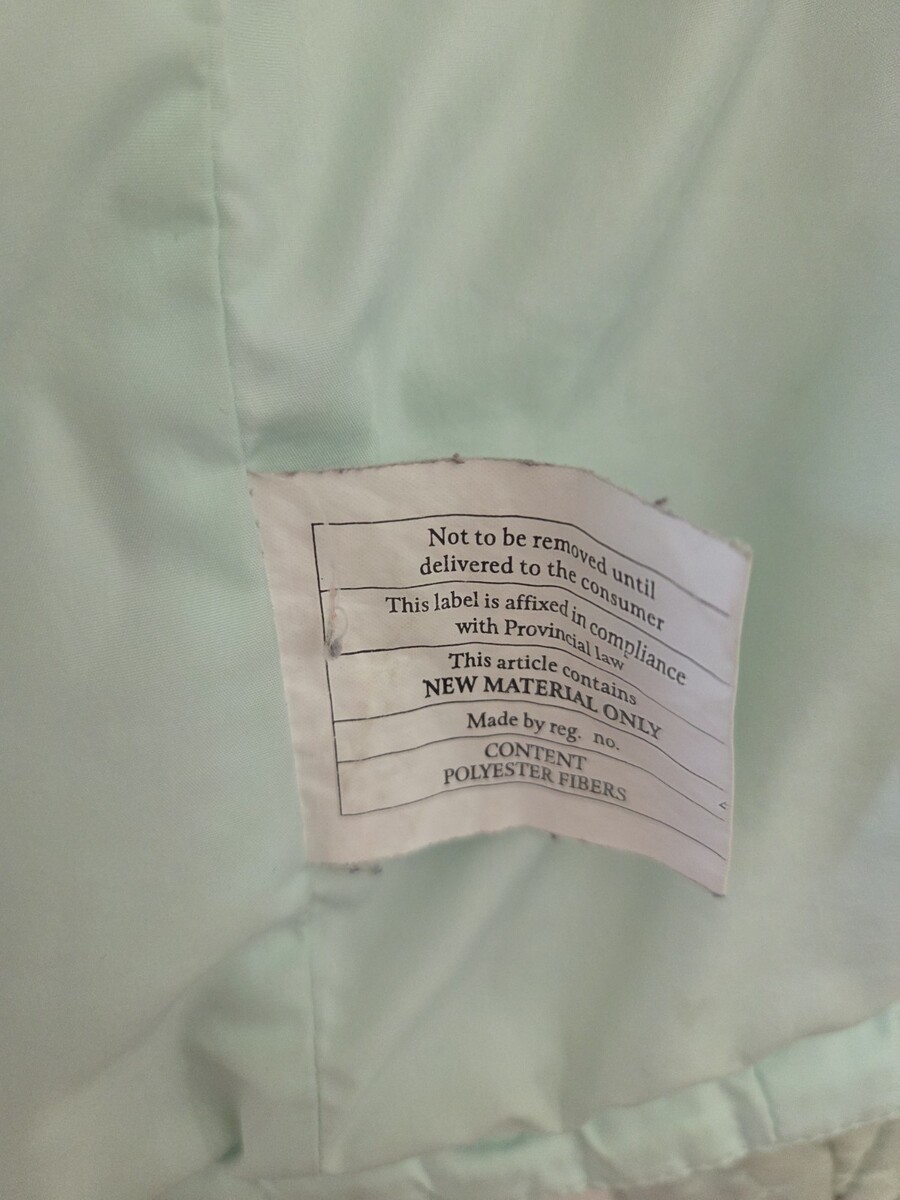 Not to be removed until
delivered to the consumer
This label is affixed in compliance
with Provincial law
This article contains
NEW MATERIAL ONLY
Made by reg. no.
CONTENT
POLYESTER FIBERS